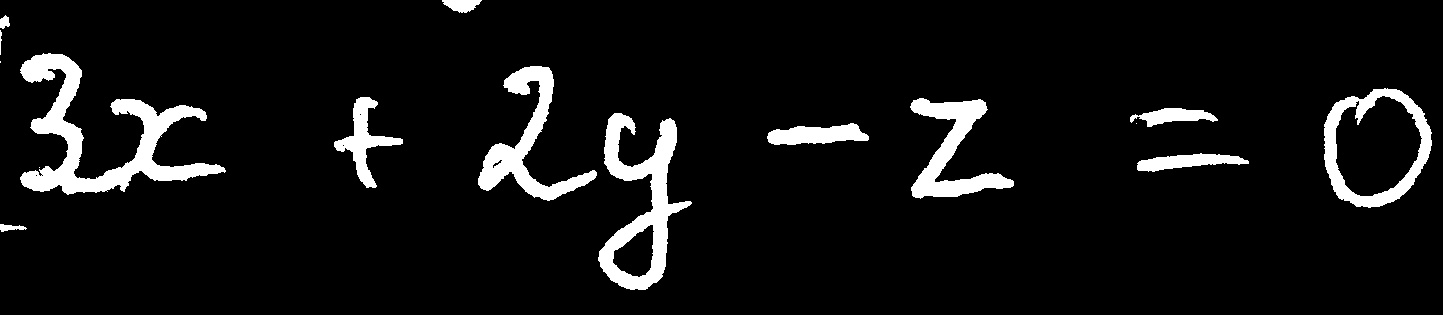 3x + 2y - z = 0